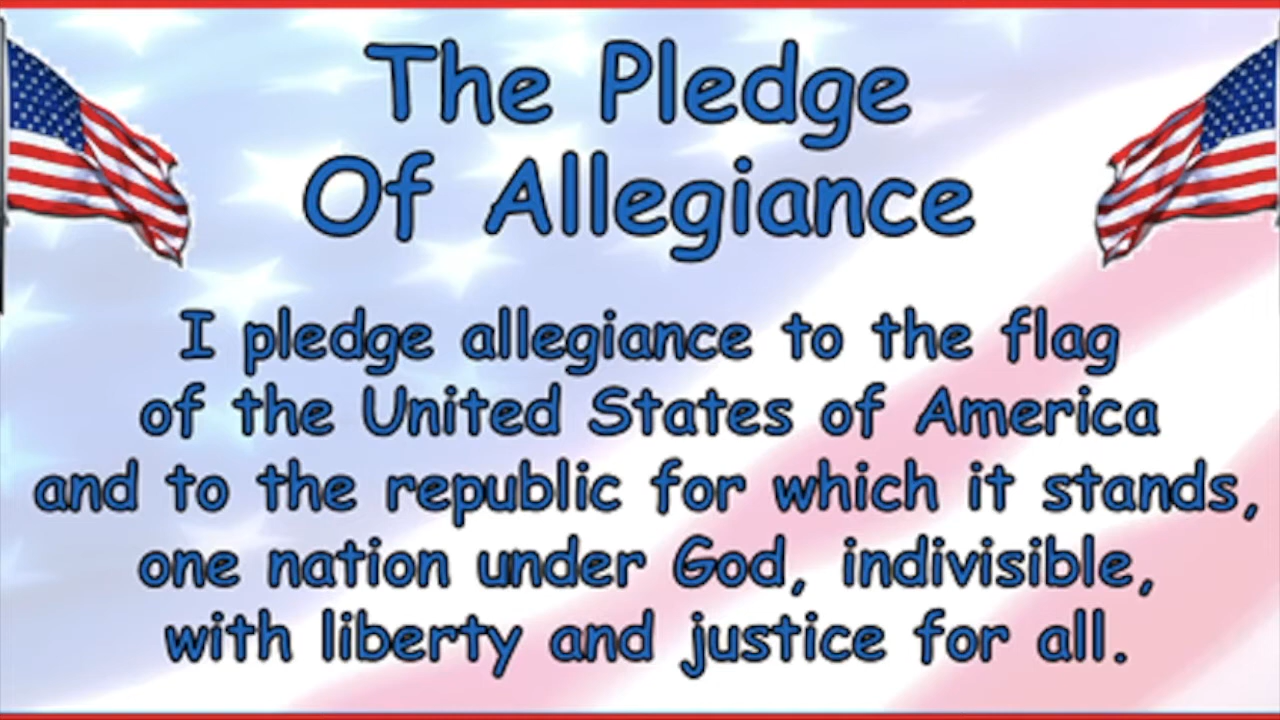 The Pledge
Of Allegiance
I pledge allegiance to the flag
of the United States of America
and to the republic for which it stands,
one nation under God, indivisible,
with liberty and justice for all.